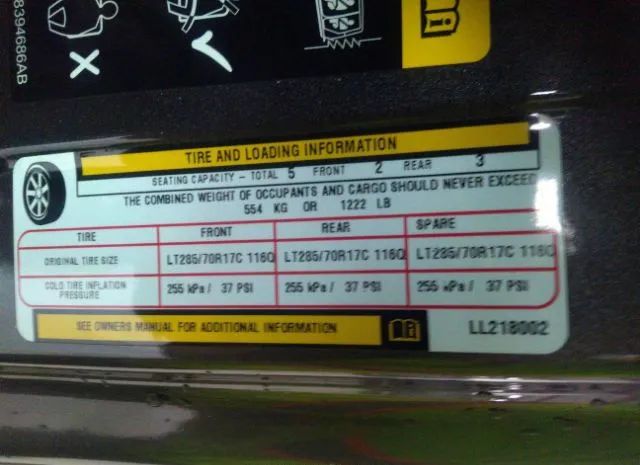 68394686AB
TIRE AND LOADING INFORMATION
SEATING CAPACITY - TOTAL 5 FRONT 2 REAR 3
THE COMBINED WEIGHT OF OCCUPANTS AND CARGO SHOULD NEVER EXCEED
554 KG OR 1222 LB
TIRE FRONT REAR SPARE
ORIGINAL TIRE SIZE LT285/70R17C 116Q LT285/70R17C 116Q LT285/70R17C 116Q
COLD TIRE INFLATION PRESSURE 255 kPa / 37 PSI 255 kPa / 37 PSI 255 kPa / 37 PSI
SEE OWNERS MANUAL FOR ADDITIONAL INFORMATION
LL218002